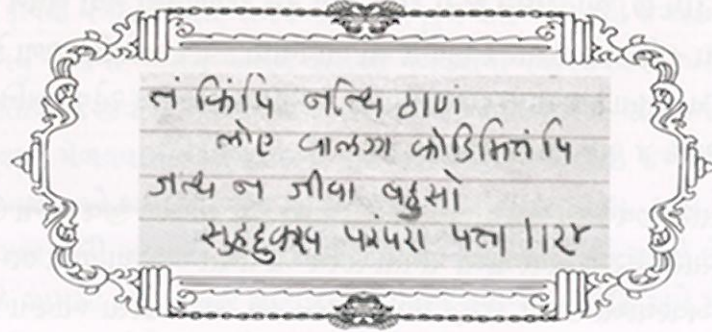 तं किंपि नत्थि ठाणं
लोए वालग्ग कोडिमित्तंपि
जत्थ न जीवा बहुसो
सुहदुक्ख परंपरा पत्ता ।।२४